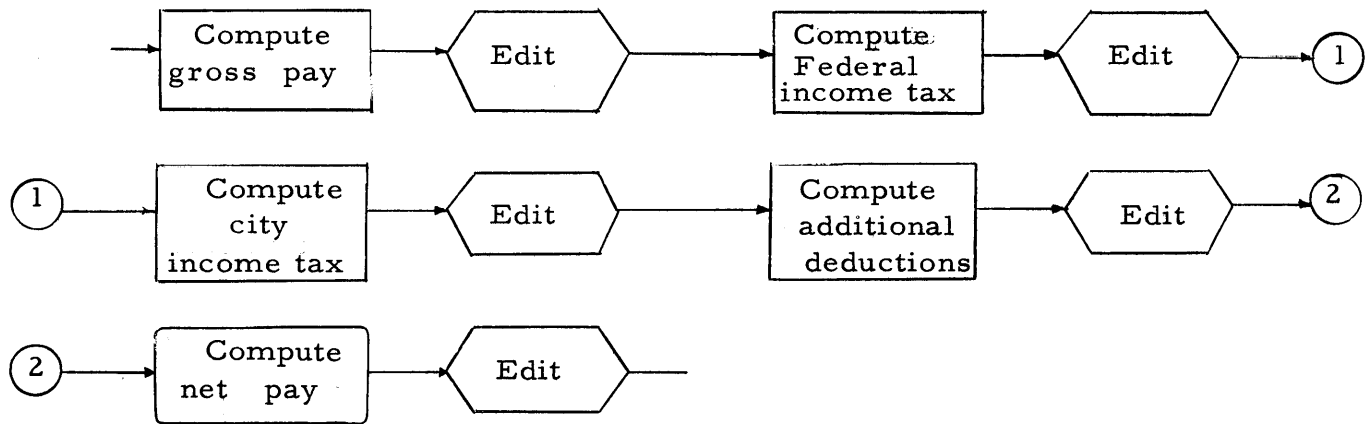 Compute
gross pay
Edit
Compute
Federal
income tax
Edit
1
1
Compute
city
income tax
Edit
Compute
additional
deductions
Edit
2
2
Compute
net pay
Edit